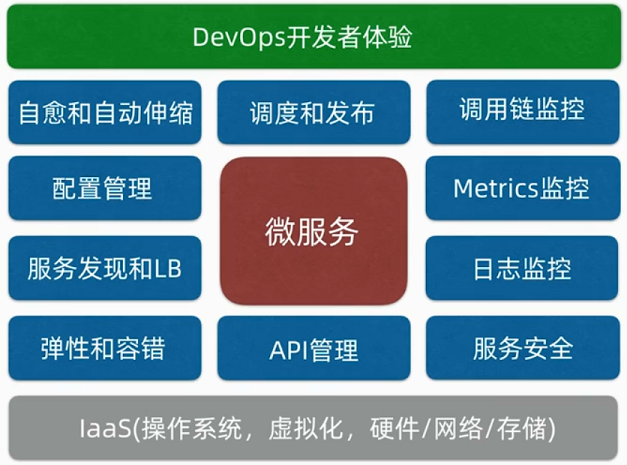 DevOps开发者体验
自愈和自动伸缩
调度和发布
调用链监控
配置管理
微服务
Metrics监控
服务发现和LB
日志监控
弹性和容错
API管理
服务安全
IaaS(操作系统，虚拟化，硬件/网络/存储)